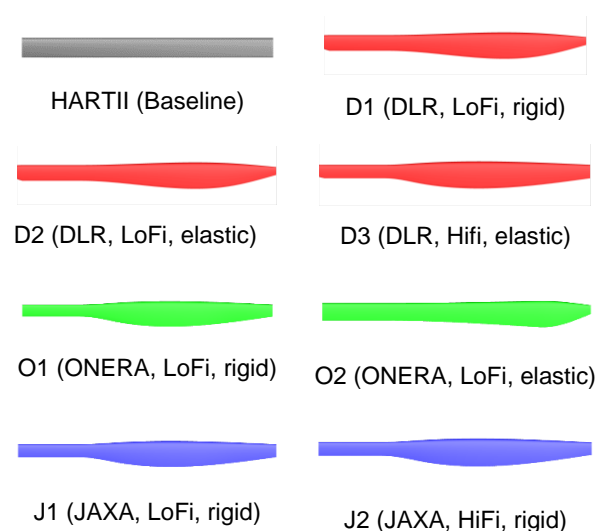 HARTII (Baseline)
D1 (DLR, LoFi, rigid)
D2 (DLR, LoFi, elastic)
D3 (DLR, Hifi, elastic)
O1 (ONERA, LoFi, rigid)
O2 (ONERA, LoFi, elastic)
J1 (JAXA, LoFi, rigid)
J2 (JAXA, HiFi, rigid)